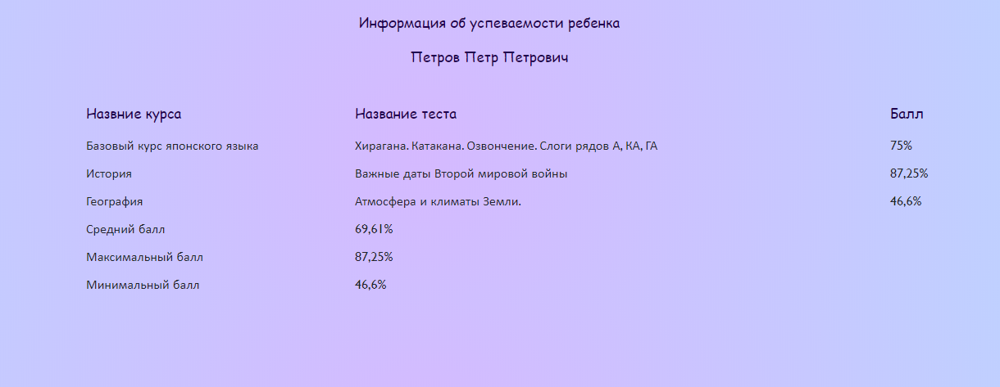 Информация об успеваемости ребенка
Петров Петр Петрович
Назвние курса Название теста Балл
Базовый курс японского языка Хирагана. Катакана. Озвончение. Слоги рядов А, КА, ГА 75%
История Важные даты Второй мировой войны 87,25%
География Атмосфера и климаты Земли. 46,6%
Средний балл 69,61%
Максимальный балл 87,25%
Минимальный балл 46,6%